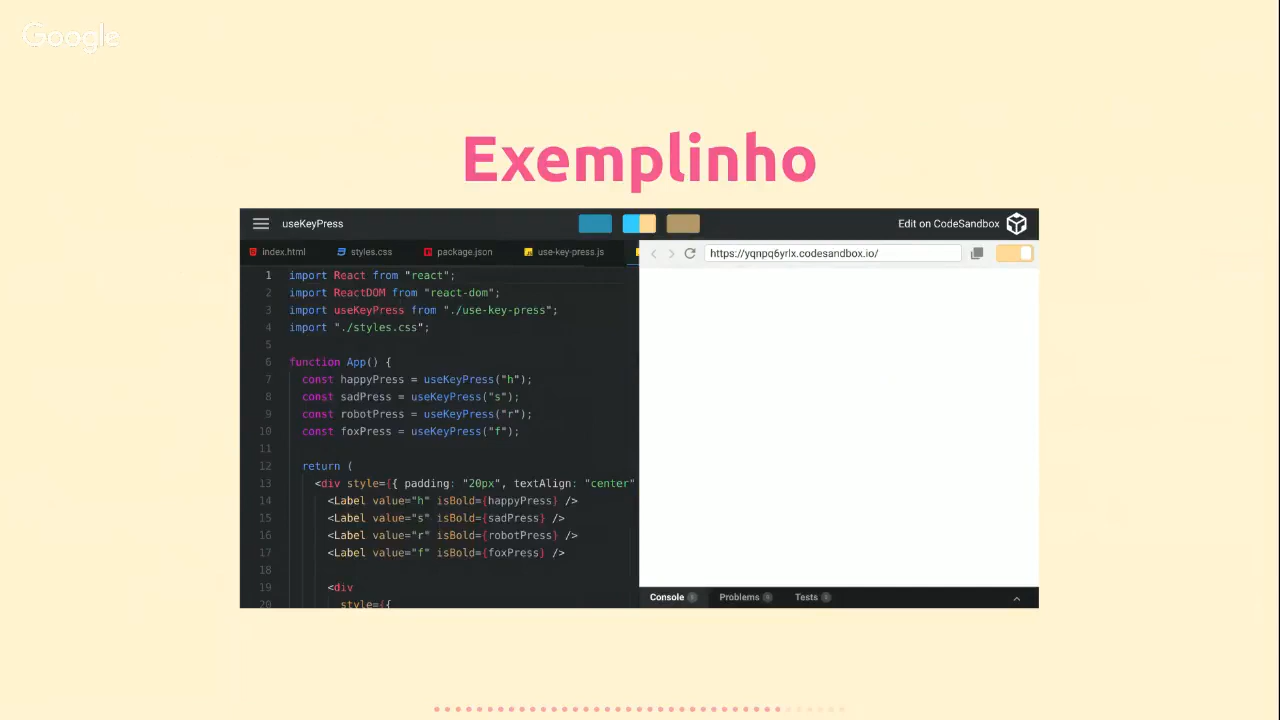 Google
Exemplinho
useKeyPress
Edit on CodeSandbox
index.html
styles.css
package.json
use-key-press.js
https://yqnpq6yrlx.codesandbox.io/
1 import React from "react";
2 import ReactDOM from "react-dom";
3 import useKeyPress from "./use-key-press";
4 import "./styles.css";
5
6 function App() {
7 const happyPress = useKeyPress("h");
8 const sadPress = useKeyPress("s");
9 const robotPress = useKeyPress("r");
10 const foxPress = useKeyPress("f");
11
12 return (
13 <div style={{ padding: "20px", textAlign: "center"
14 <Label value="h" isBold={happyPress} />
15 <Label value="s" isBold={sadPress} />
16 <Label value="r" isBold={robotPress} />
17 <Label value="f" isBold={foxPress} />
18
19 <div
20 style={{
Console
Problems
Tests